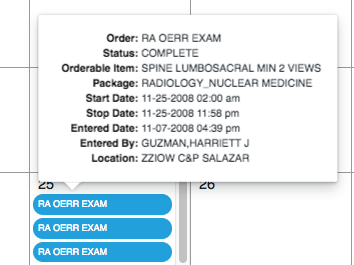 Order: RA OERR EXAM
Status: COMPLETE
Orderable Item: SPINE LUMBOSACRAL MIN 2 VIEWS
Package: RADIOLOGY_NUCLEAR MEDICINE
Start Date: 11-25-2008 02:00 am
Stop Date: 11-25-2008 11:58 pm
Entered Date: 11-07-2008 04:39 pm
Entered By: GUZMAN,HARRIETT J
Location: ZZIOW C&P SALAZAR
25 26
RA OERR EXAM
RA OERR EXAM
RA OERR EXAM